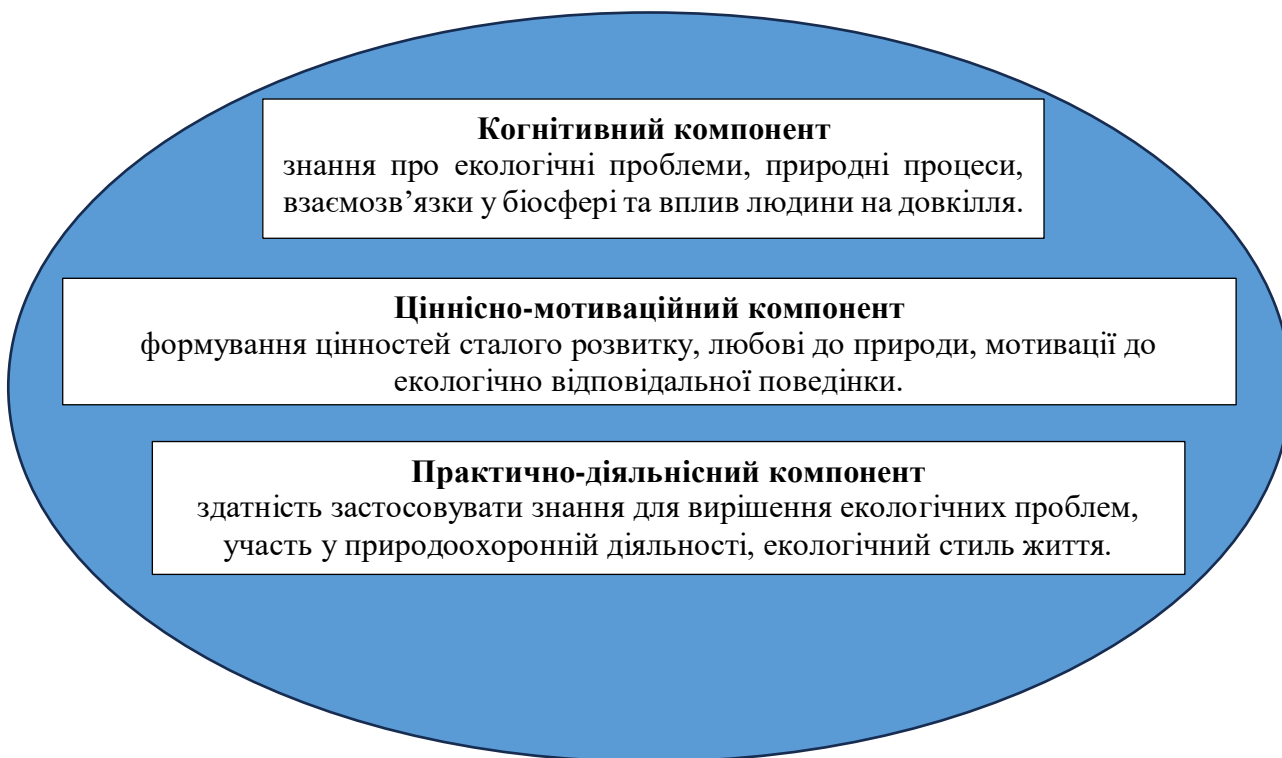 Когнітивний компонент
знання про екологічні проблеми, природні процеси,
взаємозв’язки у біосфері та вплив людини на довкілля.
Ціннісно-мотиваційний компонент
формування цінностей сталого розвитку, любові до природи, мотивації до
екологічно відповідальної поведінки.
Практично-діяльнісний компонент
здатність застосовувати знання для вирішення екологічних проблем,
участь у природоохоронній діяльності, екологічний стиль життя.